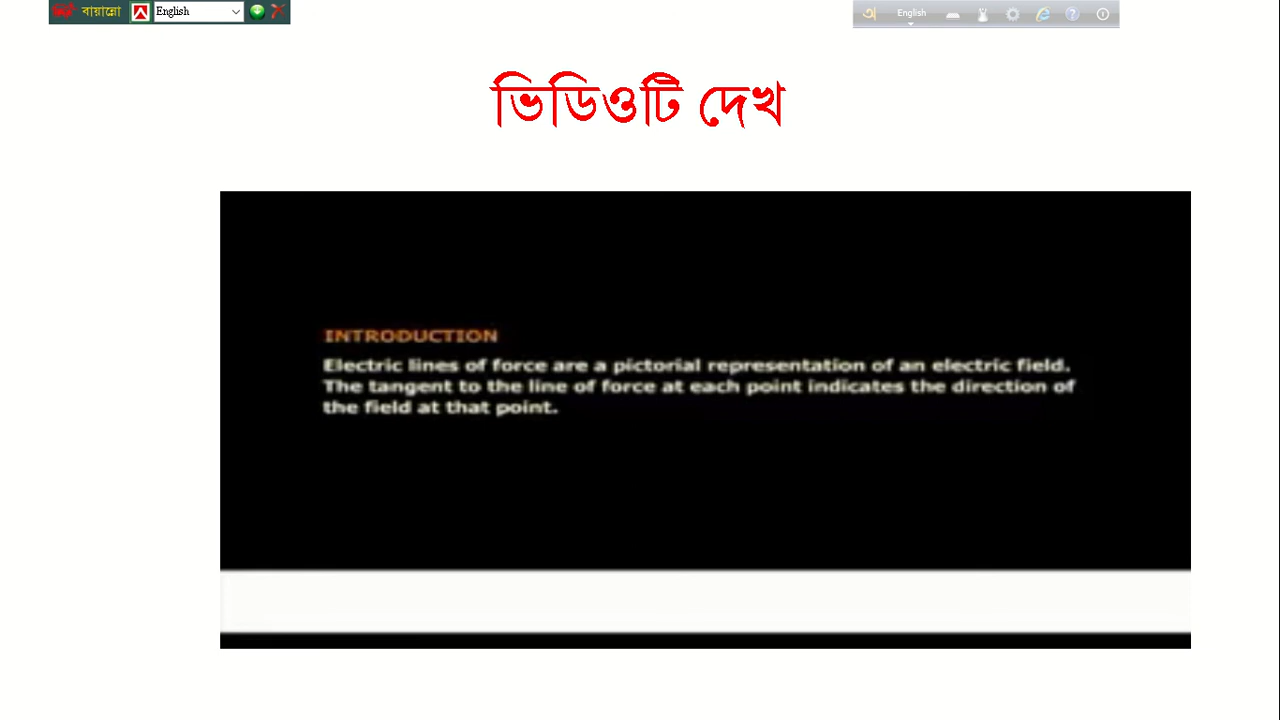 বায়ান্নো English
English
ভিডিওটি দেখ
INTRODUCTION
Electric lines of force are a pictorial representation of an electric field.
The tangent to the line of force at each point indicates the direction of
the field at that point.